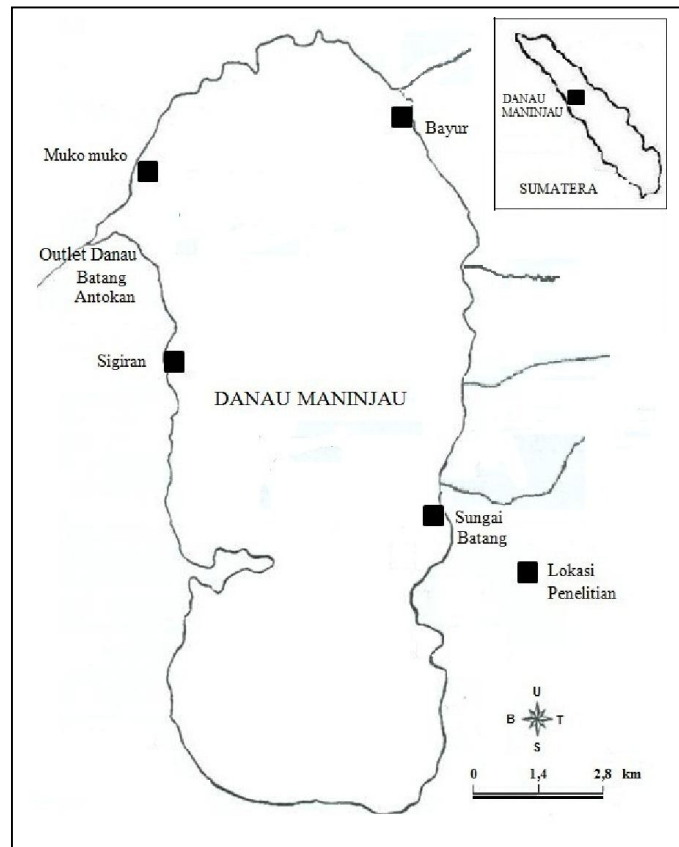 DANAU
MANINJAU
SUMATERA
Bayur
Muko muko
Outlet Danau
Batang
Antokan
Sigiran
DANAU MANINJAU
Sungai
Batang
Lokasi
Penelitian
U
B T
S
0 1,4 2,8 km